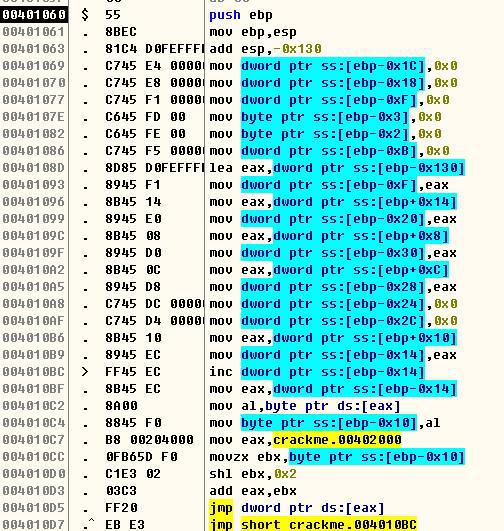 00401060 $ 55 push ebp
00401061 . 8BEC mov ebp,esp
00401063 . 81C4 D0FEFFFF add esp,-0x130
00401069 . C745 E4 00000 mov dword ptr ss:[ebp-0x1C],0x0
00401070 . C745 E8 00000 mov dword ptr ss:[ebp-0x18],0x0
00401077 . C745 F1 00000 mov dword ptr ss:[ebp-0xF],0x0
0040107E . C645 FD 00 mov byte ptr ss:[ebp-0x3],0x0
00401082 . C645 FE 00 mov byte ptr ss:[ebp-0x2],0x0
00401086 . C745 F5 00000 mov dword ptr ss:[ebp-0xB],0x0
0040108D . 8D85 D0FEFFFF lea eax,dword ptr ss:[ebp-0x130]
00401093 . 8945 F1 mov dword ptr ss:[ebp-0xF],eax
00401096 . 8B45 14 mov eax,dword ptr ss:[ebp+0x14]
00401099 . 8945 E0 mov dword ptr ss:[ebp-0x20],eax
0040109C . 8B45 08 mov eax,dword ptr ss:[ebp+0x8]
0040109F . 8945 D0 mov dword ptr ss:[ebp-0x30],eax
004010A2 . 8B45 0C mov eax,dword ptr ss:[ebp+0xC]
004010A5 . 8945 D8 mov dword ptr ss:[ebp-0x28],eax
004010A8 . C745 DC 00000 mov dword ptr ss:[ebp-0x24],0x0
004010AF . C745 D4 00000 mov dword ptr ss:[ebp-0x2C],0x0
004010B6 . 8B45 10 mov eax,dword ptr ss:[ebp+0x10]
004010B9 . 8945 EC mov dword ptr ss:[ebp-0x14],eax
004010BC > FF45 EC inc dword ptr ss:[ebp-0x14]
004010BF . 8B45 EC mov eax,dword ptr ss:[ebp-0x14]
004010C2 . 8A00 mov al,byte ptr ds:[eax]
004010C4 . 8845 F0 mov byte ptr ss:[ebp-0x10],al
004010C7 . B8 00204000 mov eax,crackme.00402000
004010CC . 0FB65D F0 movzx ebx,byte ptr ss:[ebp-0x10]
004010D0 . C1E3 02 shl ebx,0x2
004010D3 . 03C3 add eax,ebx
004010D5 . FF20 jmp dword ptr ds:[eax]
004010D7 .^ EB E3 jmp short crackme.004010BC